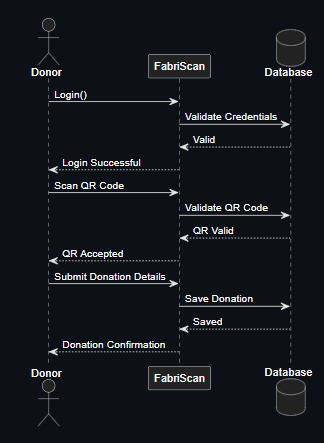 Donor
FabriScan
Database
Login()
Validate Credentials
Valid
Login Successful
Scan QR Code
Validate QR Code
QR Valid
QR Accepted
Submit Donation Details
Save Donation
Saved
Donation Confirmation
Donor
FabriScan
Database